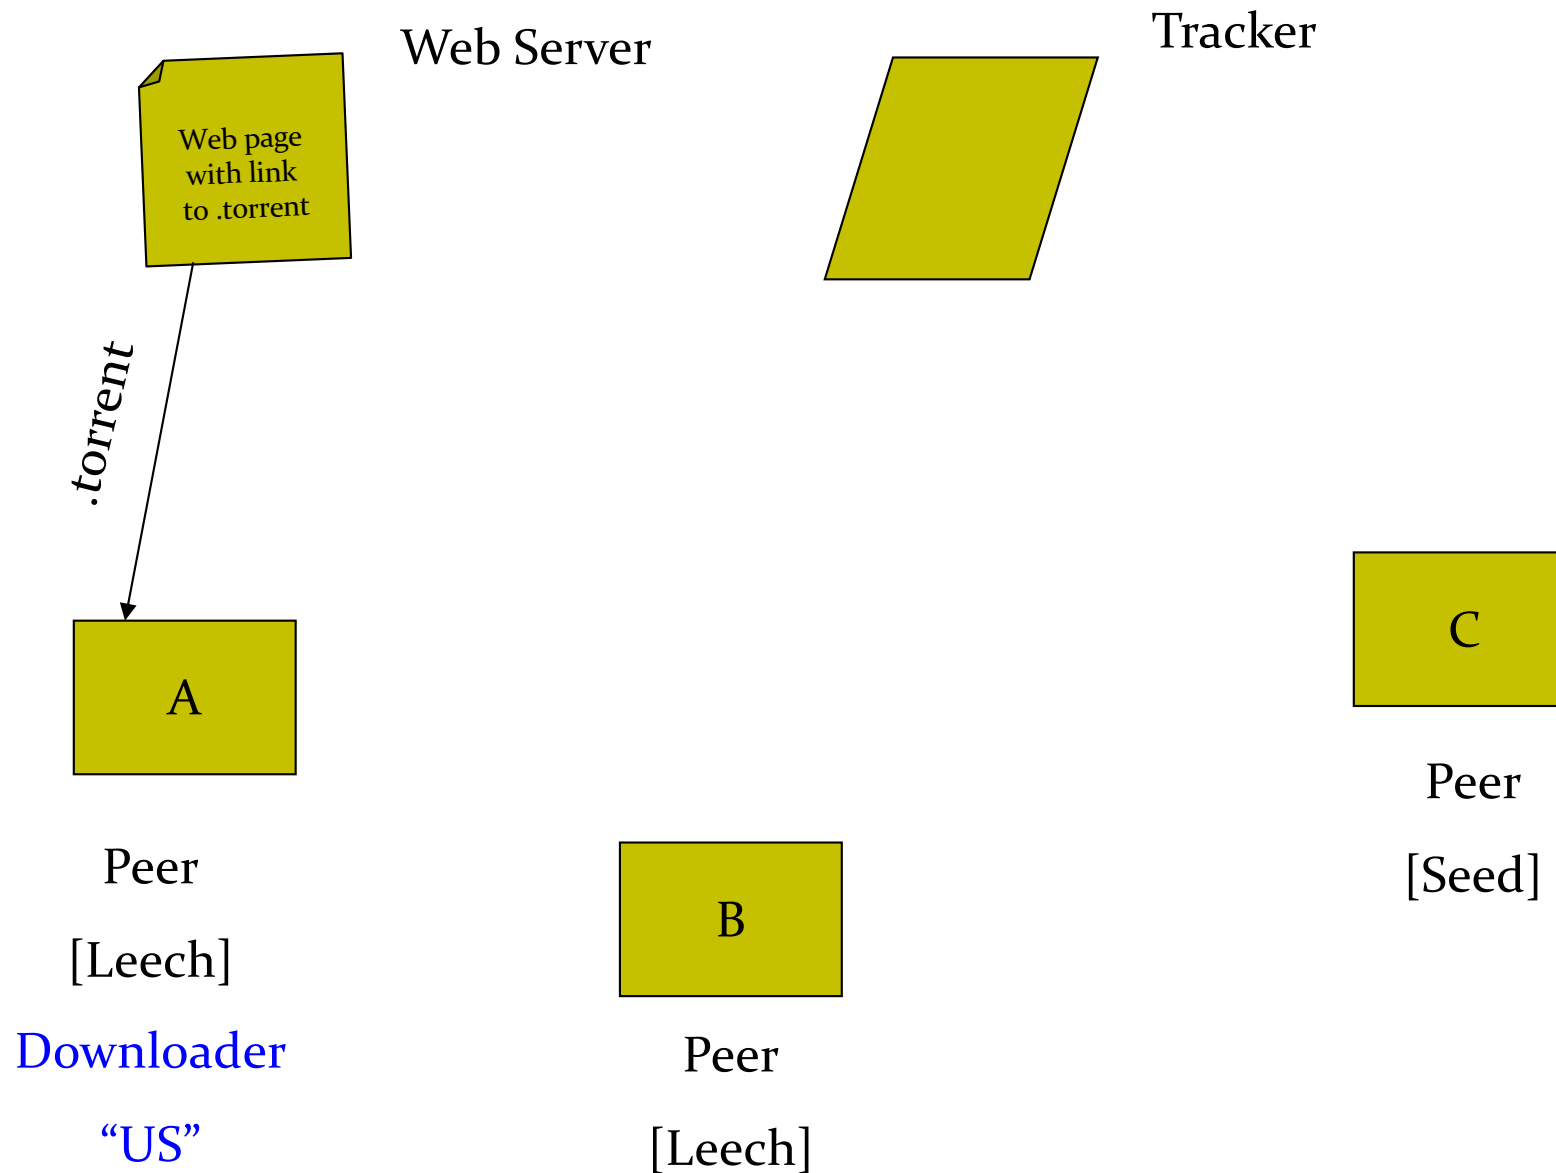 Web Server
Tracker
Web page
with link
to .torrent
.torrent
A
C
Peer
[Seed]
Peer
[Leech]
Downloader
“US”
B
Peer
[Leech]